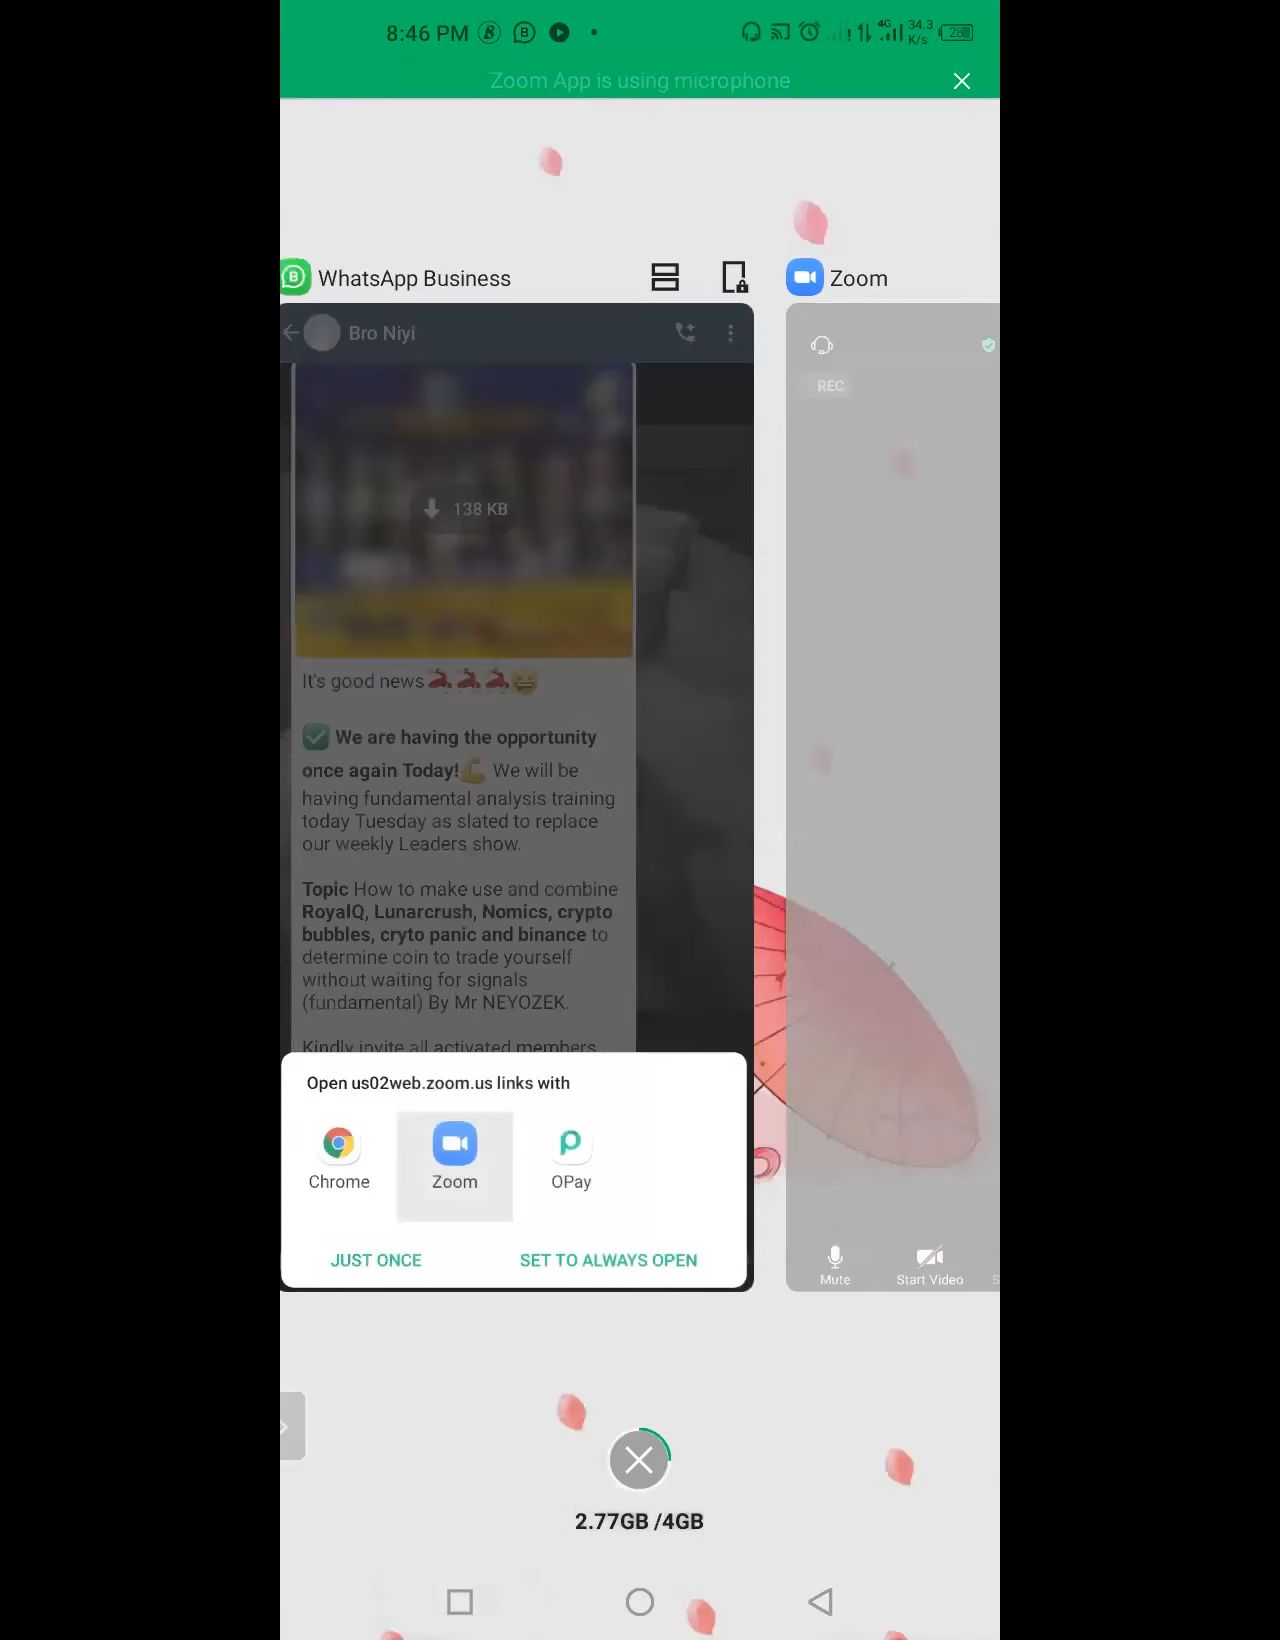 8:46 PM
4G 34.3 K/s 28
Zoom App is using microphone
WhatsApp Business
Zoom
Bro Niyi
REC
138 KB
It's good news
We are having the opportunity
once again Today! We will be
having fundamental analysis training
today Tuesday as slated to replace
our weekly Leaders show.
Topic How to make use and combine
RoyalQ, Lunarcrush, Nomics, crypto
bubbles, cryto panic and binance to
determine coin to trade yourself
without waiting for signals
(fundamental) By Mr NEYOZEK.
Kindly invite all activated members
Open us02web.zoom.us links with
Chrome
Zoom
OPay
JUST ONCE
SET TO ALWAYS OPEN
Mute
Start Video
S
2.77GB /4GB